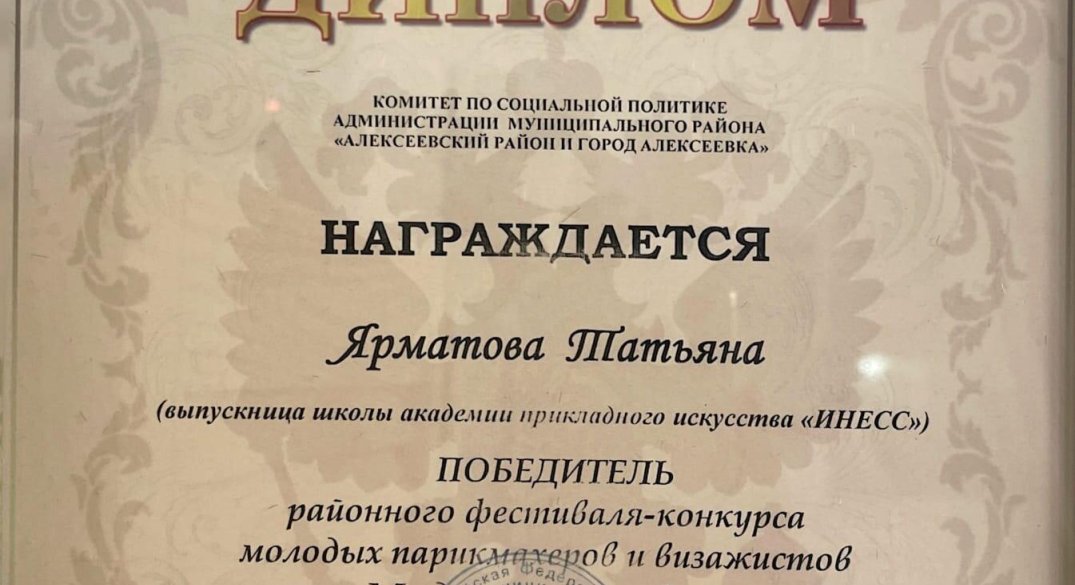 ДИПЛОМ
КОМИТЕТ ПО СОЦИАЛЬНОЙ ПОЛИТИКЕ
АДМИНИСТРАЦИИ МУНИЦИПАЛЬНОГО РАЙОНА
«АЛЕКСЕЕВСКИЙ РАЙОН И ГОРОД АЛЕКСЕЕВКА»
НАГРАЖДАЕТСЯ
Ярматова Татьяна
(выпускница школы академии прикладного искусства «ИНЕСС»)
ПОБЕДИТЕЛЬ
районного фестиваля-конкурса
молодых парикмахеров и визажистов